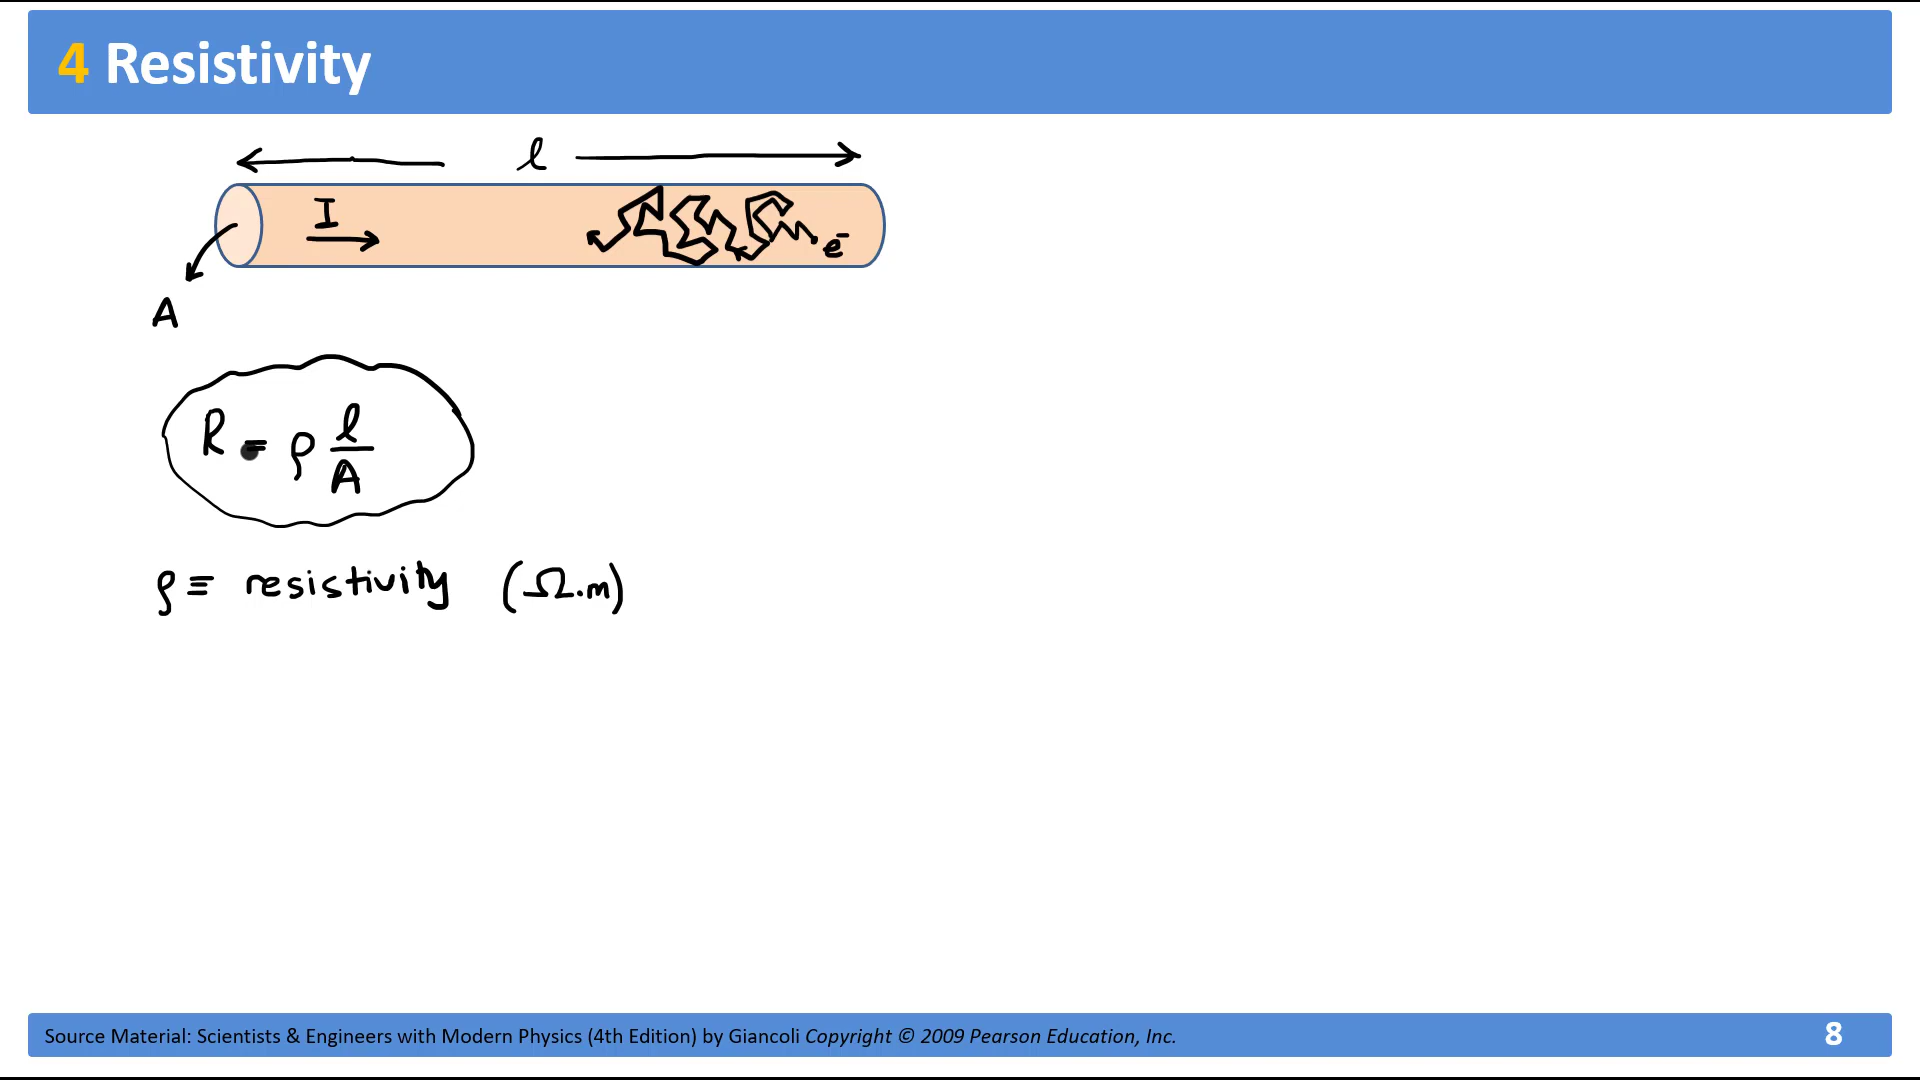 4 Resistivity
ℓ
I
e⁻
A
R = ρ ℓ/A
ρ ≡ resistivity (Ω.m)
Source Material: Scientists & Engineers with Modern Physics (4th Edition) by Giancoli Copyright © 2009 Pearson Education, Inc.
8